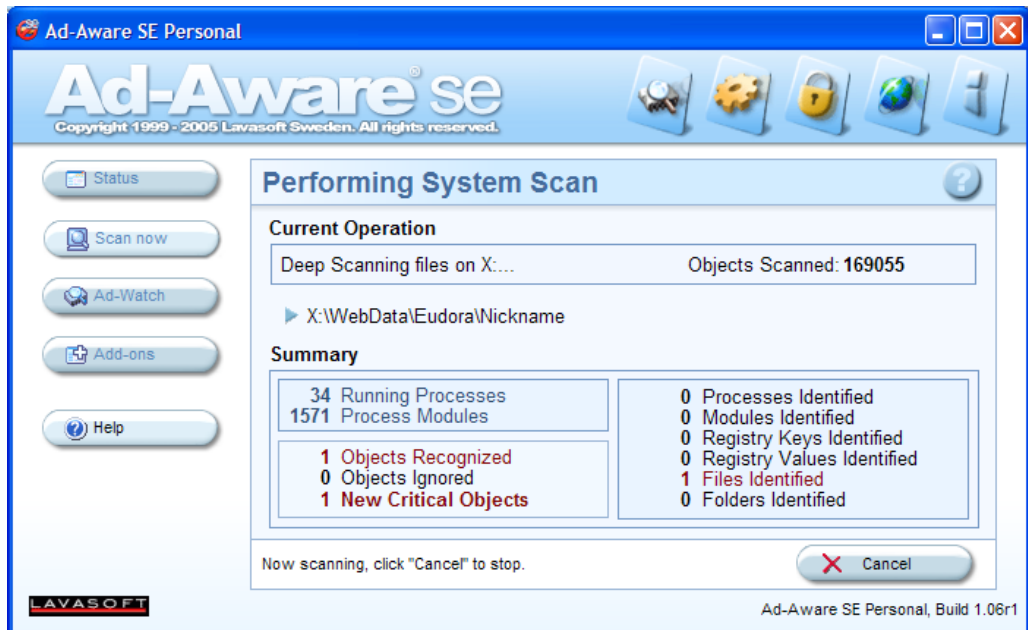 Ad-Aware SE Personal
Ad-Aware® SE
Copyright 1999 - 2005 Lavasoft Sweden. All rights reserved.
Status
Scan now
Ad-Watch
Add-ons
Help
Performing System Scan
?
Current Operation
Deep Scanning files on X:...
Objects Scanned: 169055
X:\WebData\Eudora\Nickname
Summary
34 Running Processes
1571 Process Modules
1 Objects Recognized
0 Objects Ignored
1 New Critical Objects
0 Processes Identified
0 Modules Identified
0 Registry Keys Identified
0 Registry Values Identified
1 Files Identified
0 Folders Identified
Now scanning, click "Cancel" to stop.
Cancel
LAVASOFT
Ad-Aware SE Personal, Build 1.06r1